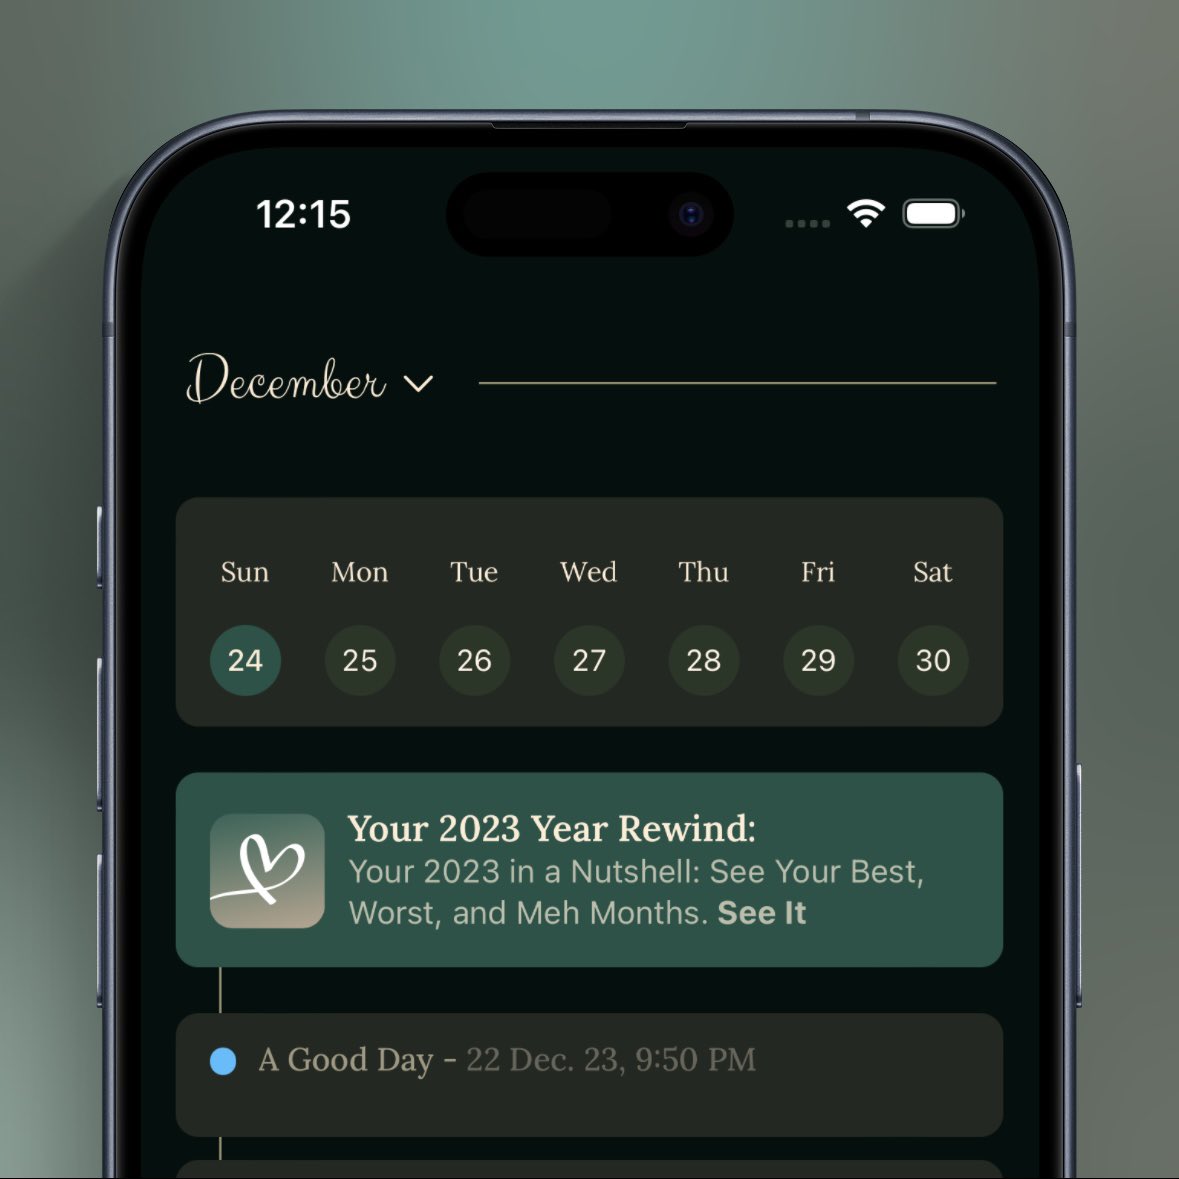 12:15
December
Sun Mon Tue Wed Thu Fri Sat
24 25 26 27 28 29 30
Your 2023 Year Rewind:
Your 2023 in a Nutshell: See Your Best,
Worst, and Meh Months. See It
A Good Day - 22 Dec. 23, 9:50 PM